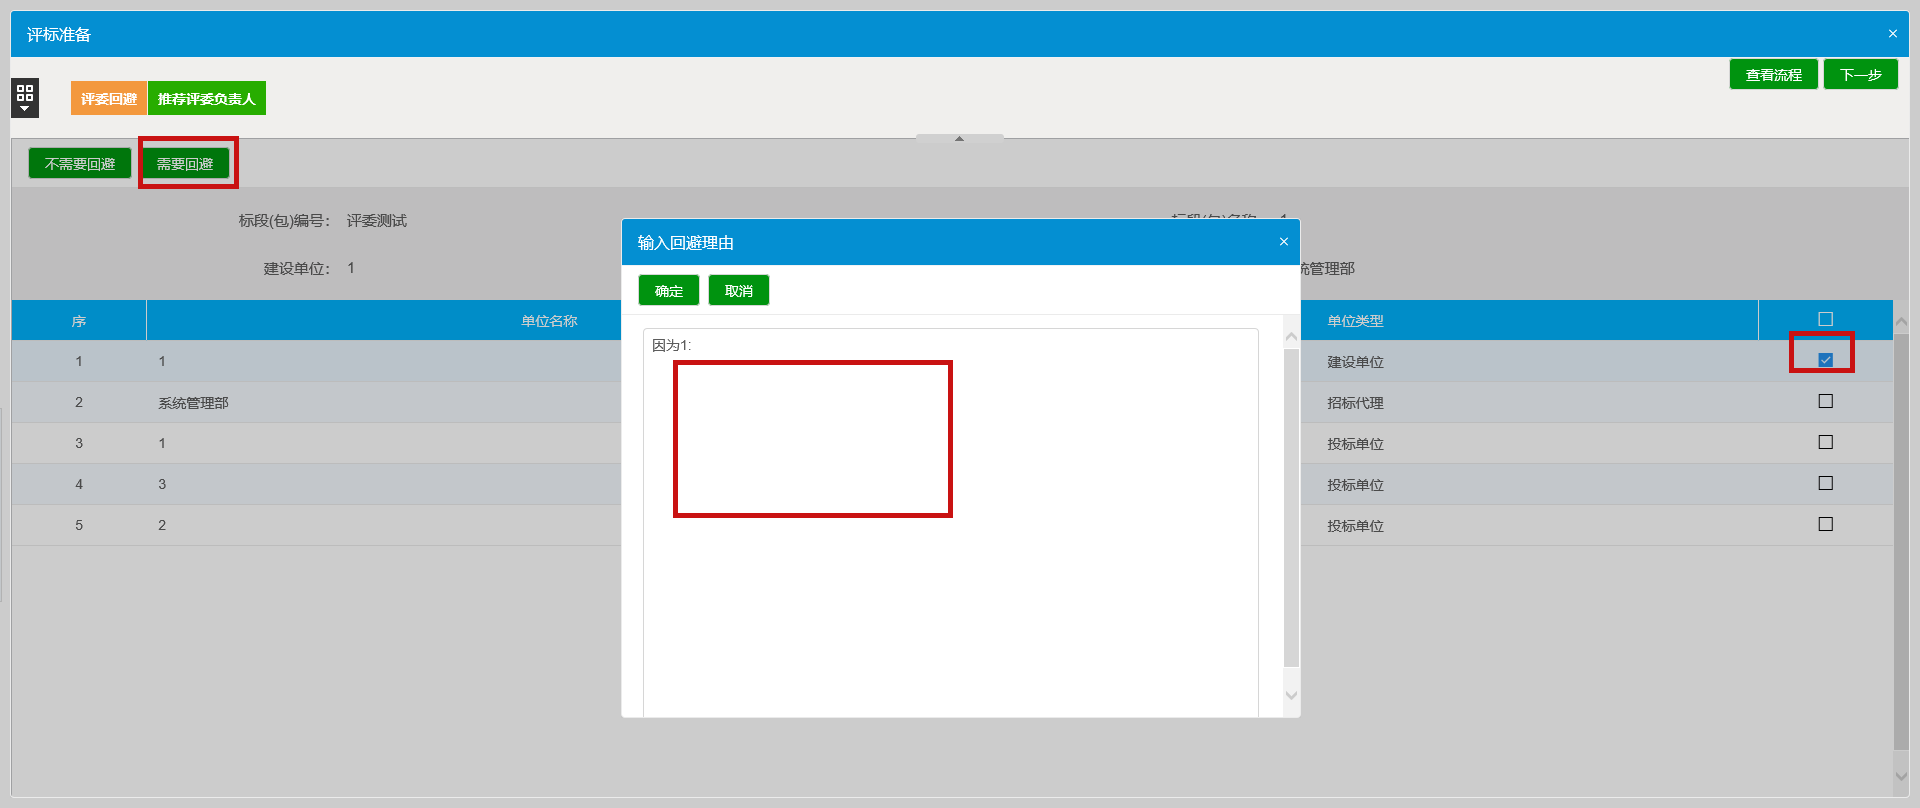 评标准备
×
查看流程 下一步
评委回避 推荐评委负责人
不需要回避 需要回避
标段(包)编号: 评委测试
建设单位: 1
统管理部
输入回避理由
×
确定 取消
因为1:
序 单位名称 单位类型
1 1 建设单位
2 系统管理部 招标代理
3 1 投标单位
4 3 投标单位
5 2 投标单位